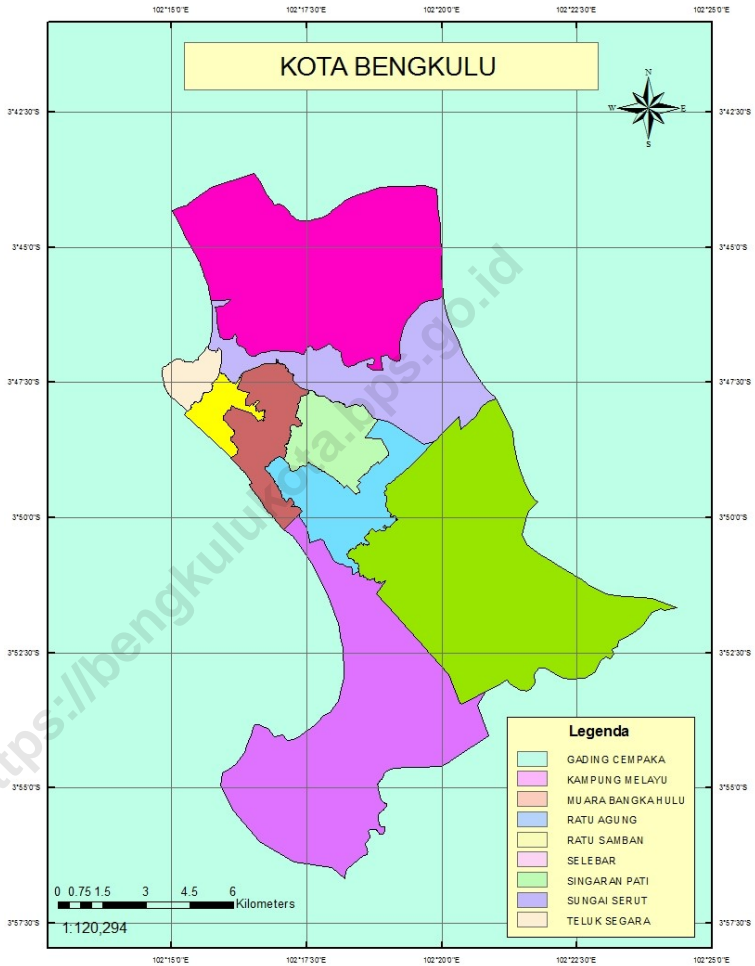 102°15'0"E 102°17'30"E 102°20'0"E 102°22'30"E 102°25'0"E
KOTA BENGKULU
N
W E
S
3°42'30"S 3°42'30"S
3°45'0"S 3°45'0"S
3°47'30"S 3°47'30"S
3°50'0"S 3°50'0"S
3°52'30"S 3°52'30"S
3°55'0"S 3°55'0"S
3°57'30"S 3°57'30"S
https://bengkulukota.bps.go.id
Legenda
GADING CEMPAKA
KAMPUNG MELAYU
MUARA BANGKAHULU
RATU AGUNG
RATU SAMBAN
SELEBAR
SINGARAN PATI
SUNGAI SERUT
TELUK SEGARA
0 0.75 1.5 3 4.5 6
Kilometers
1:120,294
102°15'0"E 102°17'30"E 102°20'0"E 102°22'30"E 102°25'0"E